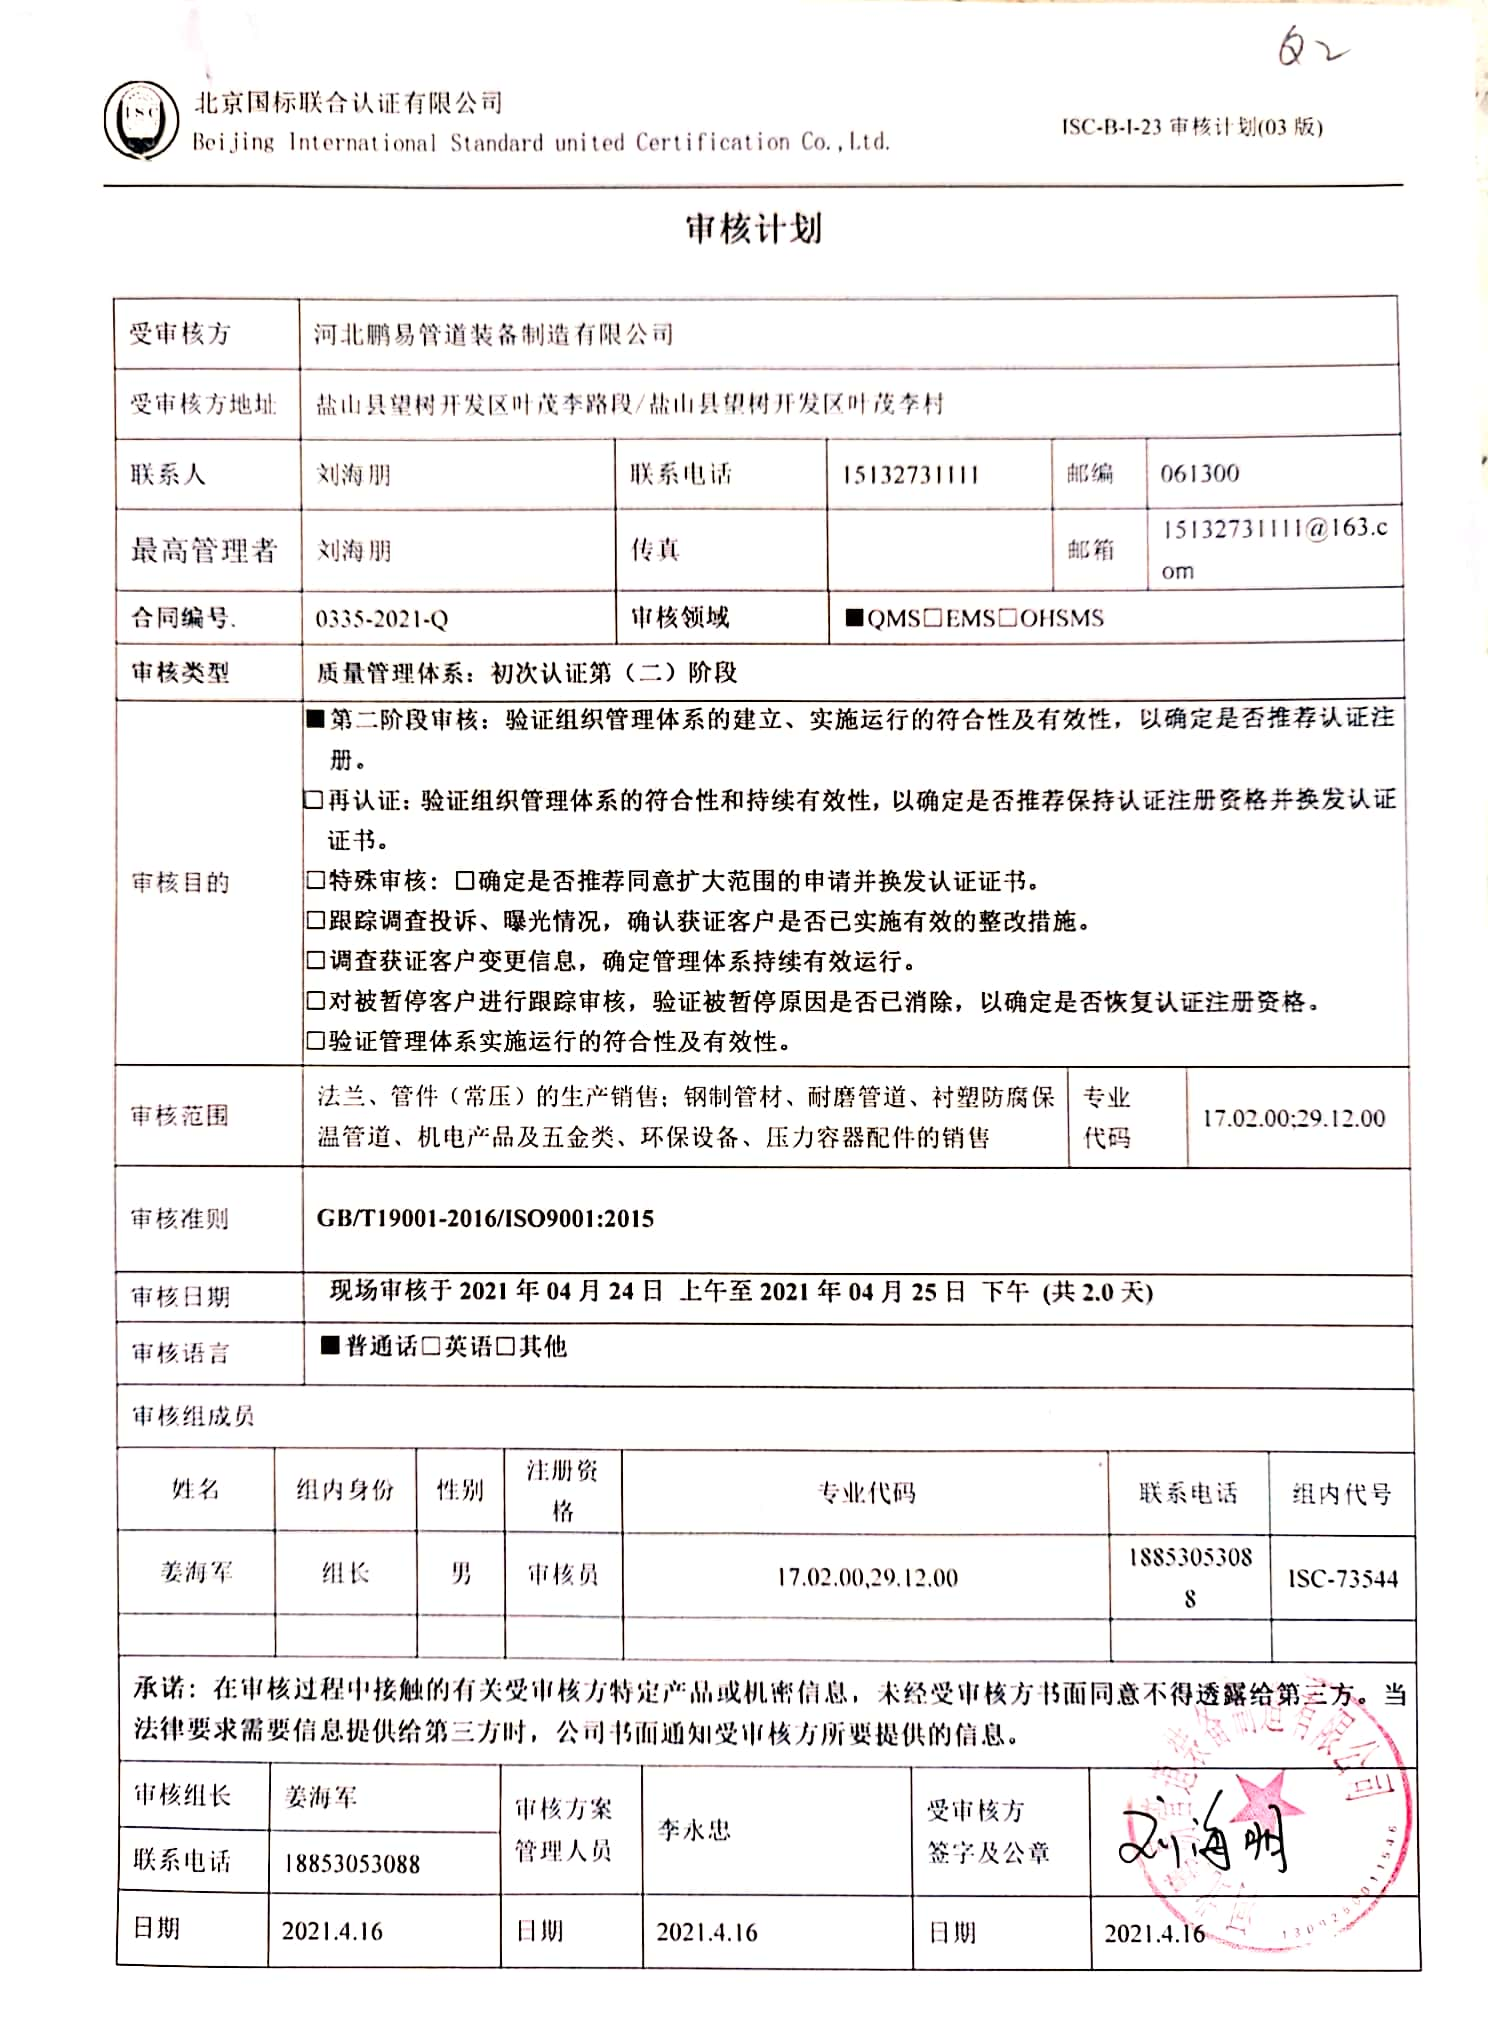 Q2
ISC
北京国标联合认证有限公司
Beijing International Standard united Certification Co.,Ltd.
ISC-B-I-23 审核计划(03 版)
审核计划
受审核方 河北鹏易管道装备制造有限公司
受审核方地址 盐山县望树开发区叶茂李路段/盐山县望树开发区叶茂李村
联系人 刘海朋 联系电话 15132731111 邮编 061300
最高管理者 刘海朋 传真 邮箱 15132731111@163.c
om
合同编号. 0335-2021-Q 审核领域 ■QMS□EMS□OHSMS
审核类型 质量管理体系：初次认证第（二）阶段
审核目的
■第二阶段审核：验证组织管理体系的建立、实施运行的符合性及有效性，以确定是否推荐认证注
册。
□再认证：验证组织管理体系的符合性和持续有效性，以确定是否推荐保持认证注册资格并换发认证
证书。
□特殊审核：□确定是否推荐同意扩大范围的申请并换发认证证书。
□跟踪调查投诉、曝光情况，确认获证客户是否已实施有效的整改措施。
□调查获证客户变更信息，确定管理体系持续有效运行。
□对被暂停客户进行跟踪审核，验证被暂停原因是否已消除，以确定是否恢复认证注册资格。
□验证管理体系实施运行的符合性及有效性。
审核范围
法兰、管件（常压）的生产销售；钢制管材、耐磨管道、衬塑防腐保
温管道、机电产品及五金类、环保设备、压力容器配件的销售
专业
代码
17.02.00;29.12.00
审核准则 GB/T19001-2016/ISO9001:2015
审核日期 现场审核于 2021 年 04 月 24 日 上午至 2021 年 04 月 25 日 下午 (共 2.0 天)
审核语言 ■普通话□英语□其他
审核组成员
姓名 组内身份 性别 注册资
格 专业代码 联系电话 组内代号
姜海军 组长 男 审核员 17.02.00,29.12.00 1885305308
8 ISC-73544
承诺：在审核过程中接触的有关受审核方特定产品或机密信息，未经受审核方书面同意不得透露给第三方。当
法律要求需要信息提供给第三方时，公司书面通知受审核方所要提供的信息。
审核组长 姜海军
审核方案
管理人员
李永忠
受审核方
签字及公章
刘海朋
联系电话 18853053088
日期 2021.4.16 日期 2021.4.16 日期 2021.4.16